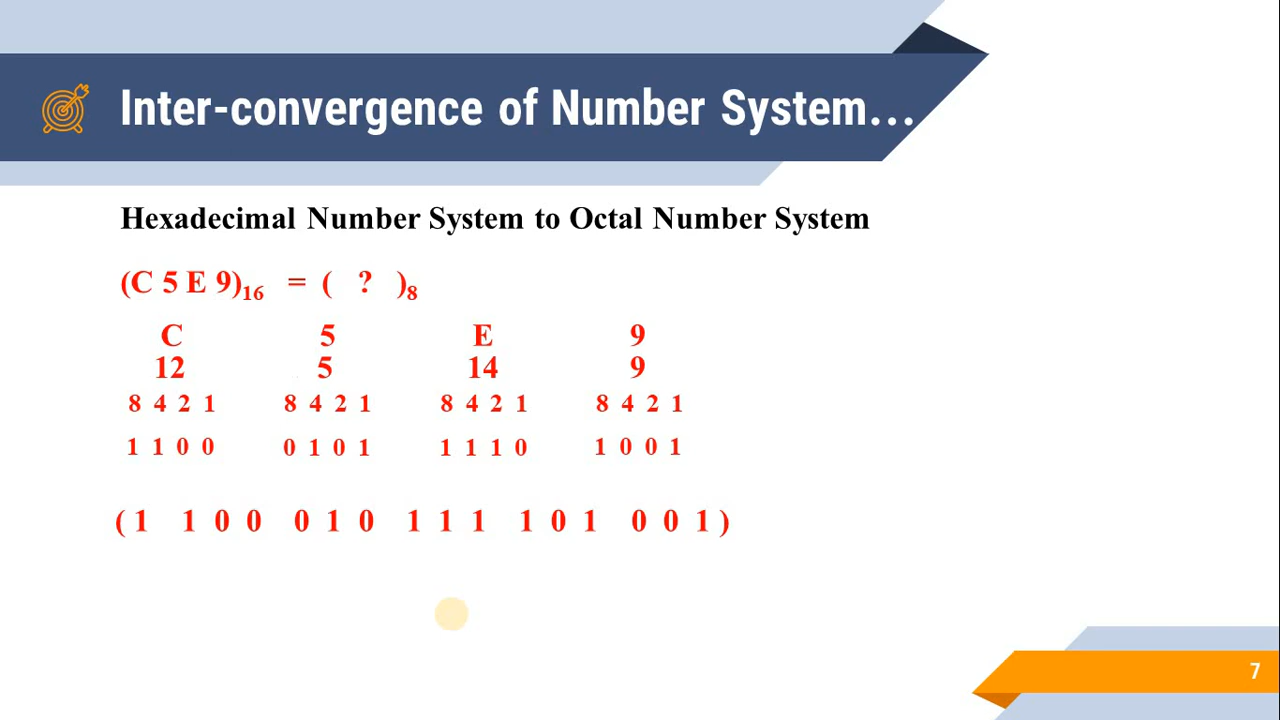 Inter-convergence of Number System...
Hexadecimal Number System to Octal Number System
(C 5 E 9)16 = ( ? )8
C 5 E 9
12 5 14 9
8 4 2 1 8 4 2 1 8 4 2 1 8 4 2 1
1 1 0 0 0 1 0 1 1 1 1 0 1 0 0 1
(1 1 0 0 0 1 0 1 1 1 1 0 1 0 0 1)
7